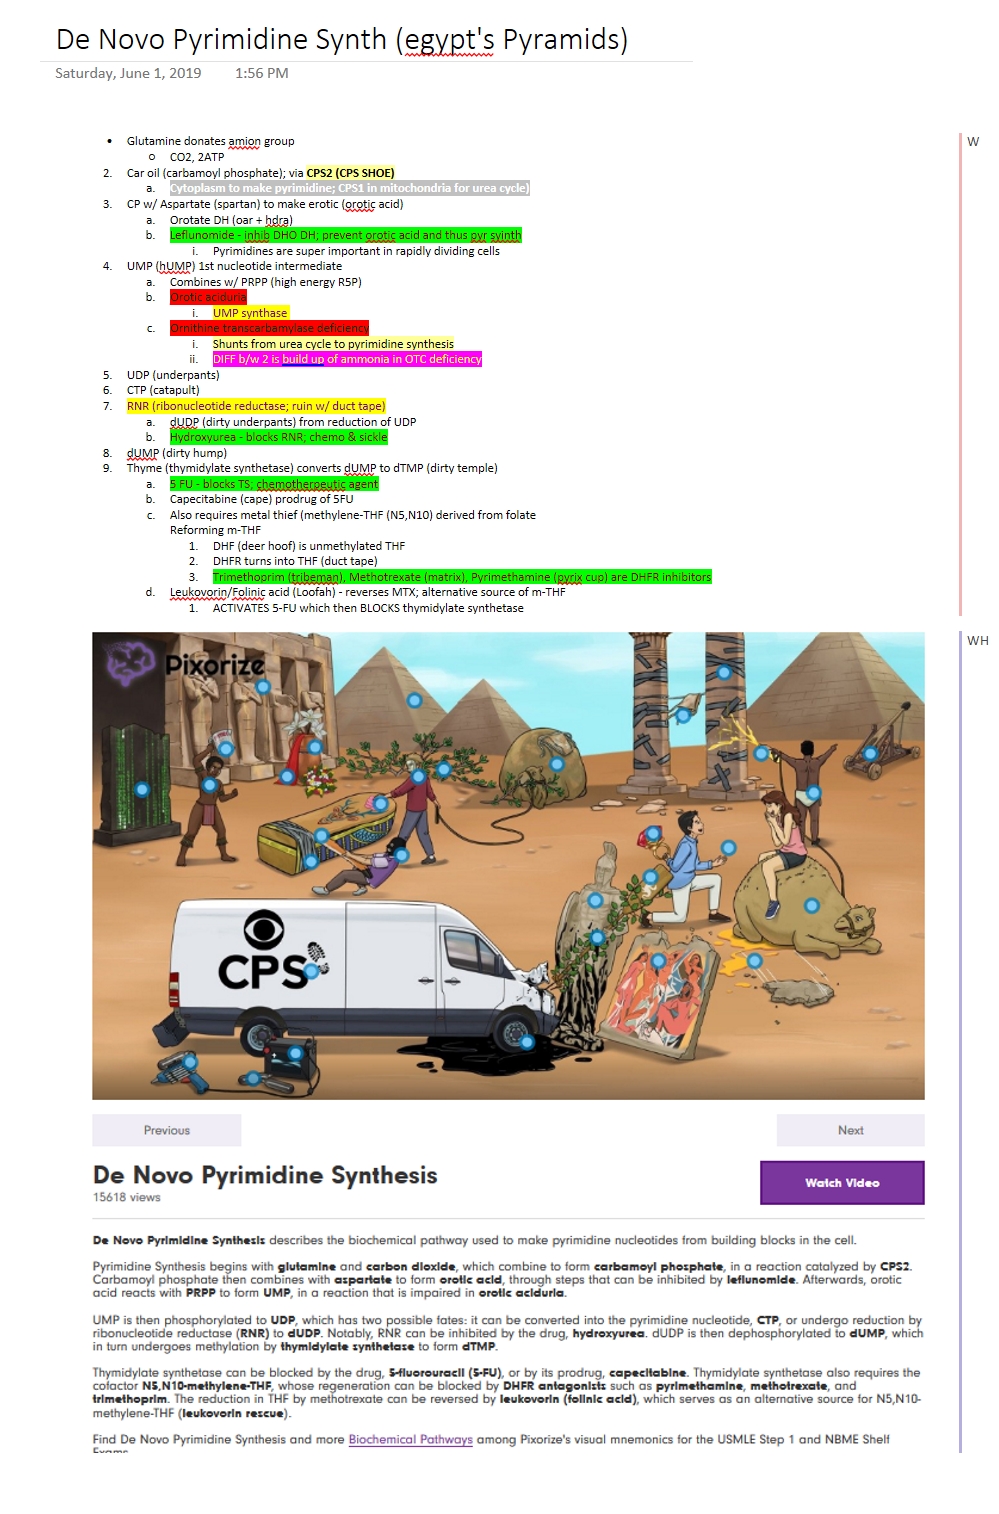 De Novo Pyrimidine Synth (egypt's Pyramids)
Saturday, June 1, 2019 1:56 PM
• Glutamine donates amion group
o CO2, 2ATP
2. Car oil (carbamoyl phosphate); via CPS2 (CPS SHOE)
a. Cytoplasm to make pyrimidine; CPS1 in mitochondria for urea cycle)
3. CP w/ Aspartate (spartan) to make erotic (orotic acid)
a. Orotate DH (oar + hdra)
b. Leflunomide - inhib DHO DH; prevent orotic acid and thus pyr syinth
i. Pyrimidines are super important in rapidly dividing cells
4. UMP (hUMP) 1st nucleotide intermediate
a. Combines w/ PRPP (high energy R5P)
b. Orotic aciduria
i. UMP synthase
c. Ornithine transcarbamylase deficiency
i. Shunts from urea cycle to pyrimidine synthesis
ii. DIFF b/w 2 is build up of ammonia in OTC deficiency
5. UDP (underpants)
6. CTP (catapult)
7. RNR (ribonucleotide reductase; ruin w/ duct tape)
a. dUDP (dirty underpants) from reduction of UDP
b. Hydroxyurea - blocks RNR; chemo & sickle
8. dUMP (dirty hump)
9. Thyme (thymidylate synthetase) converts dUMP to dTMP (dirty temple)
a. 5 FU - blocks TS; chemotherpeutic agent
b. Capecitabine (cape) prodrug of 5FU
c. Also requires metal thief (methylene-THF (N5,N10) derived from folate
Reforming m-THF
1. DHF (deer hoof) is unmethylated THF
2. DHFR turns into THF (duct tape)
3. Trimethoprim (tribeman), Methotrexate (matrix), Pyrimethamine (pyrix cup) are DHFR inhibitors
d. Leukovorin/Folinic acid (Loofah) - reverses MTX; alternative source of m-THF
1. ACTIVATES 5-FU which then BLOCKS thymidylate synthetase
W
WH
Pixorize
CPS
Previous
Next
De Novo Pyrimidine Synthesis
15618 views
Watch Video
De Novo Pyrimidine Synthesis describes the biochemical pathway used to make pyrimidine nucleotides from building blocks in the cell.
Pyrimidine Synthesis begins with glutamine and carbon dioxide, which combine to form carbamoyl phosphate, in a reaction catalyzed by CPS2.
Carbamoyl phosphate then combines with aspartate to form orotic acid, through steps that can be inhibited by leflunomide. Afterwards, orotic
acid reacts with PRPP to form UMP, in a reaction that is impaired in orotic aciduria.
UMP is then phosphorylated to UDP, which has two possible fates: it can be converted into the pyrimidine nucleotide, CTP, or undergo reduction by
ribonucleotide reductase (RNR) to dUDP. Notably, RNR can be inhibited by the drug, hydroxyurea. dUDP is then dephosphorylated to dUMP, which
in turn undergoes methylation by thymidylate synthetase to form dTMP.
Thymidylate synthetase can be blocked by the drug, 5-fluorouracil (5-FU), or by its prodrug, capecitabine. Thymidylate synthetase also requires the
cofactor N5,N10-methylene-THF, whose regeneration can be blocked by DHFR antagonists such as pyrimethamine, methotrexate, and
trimethoprim. The reduction in THF by methotrexate can be reversed by leukovorin (folinic acid), which serves as an alternative source for N5,N10-
methylene-THF (leukovorin rescue).
Find De Novo Pyrimidine Synthesis and more Biochemical Pathways among Pixorize's visual mnemonics for the USMLE Step 1 and NBME Shelf
Exams